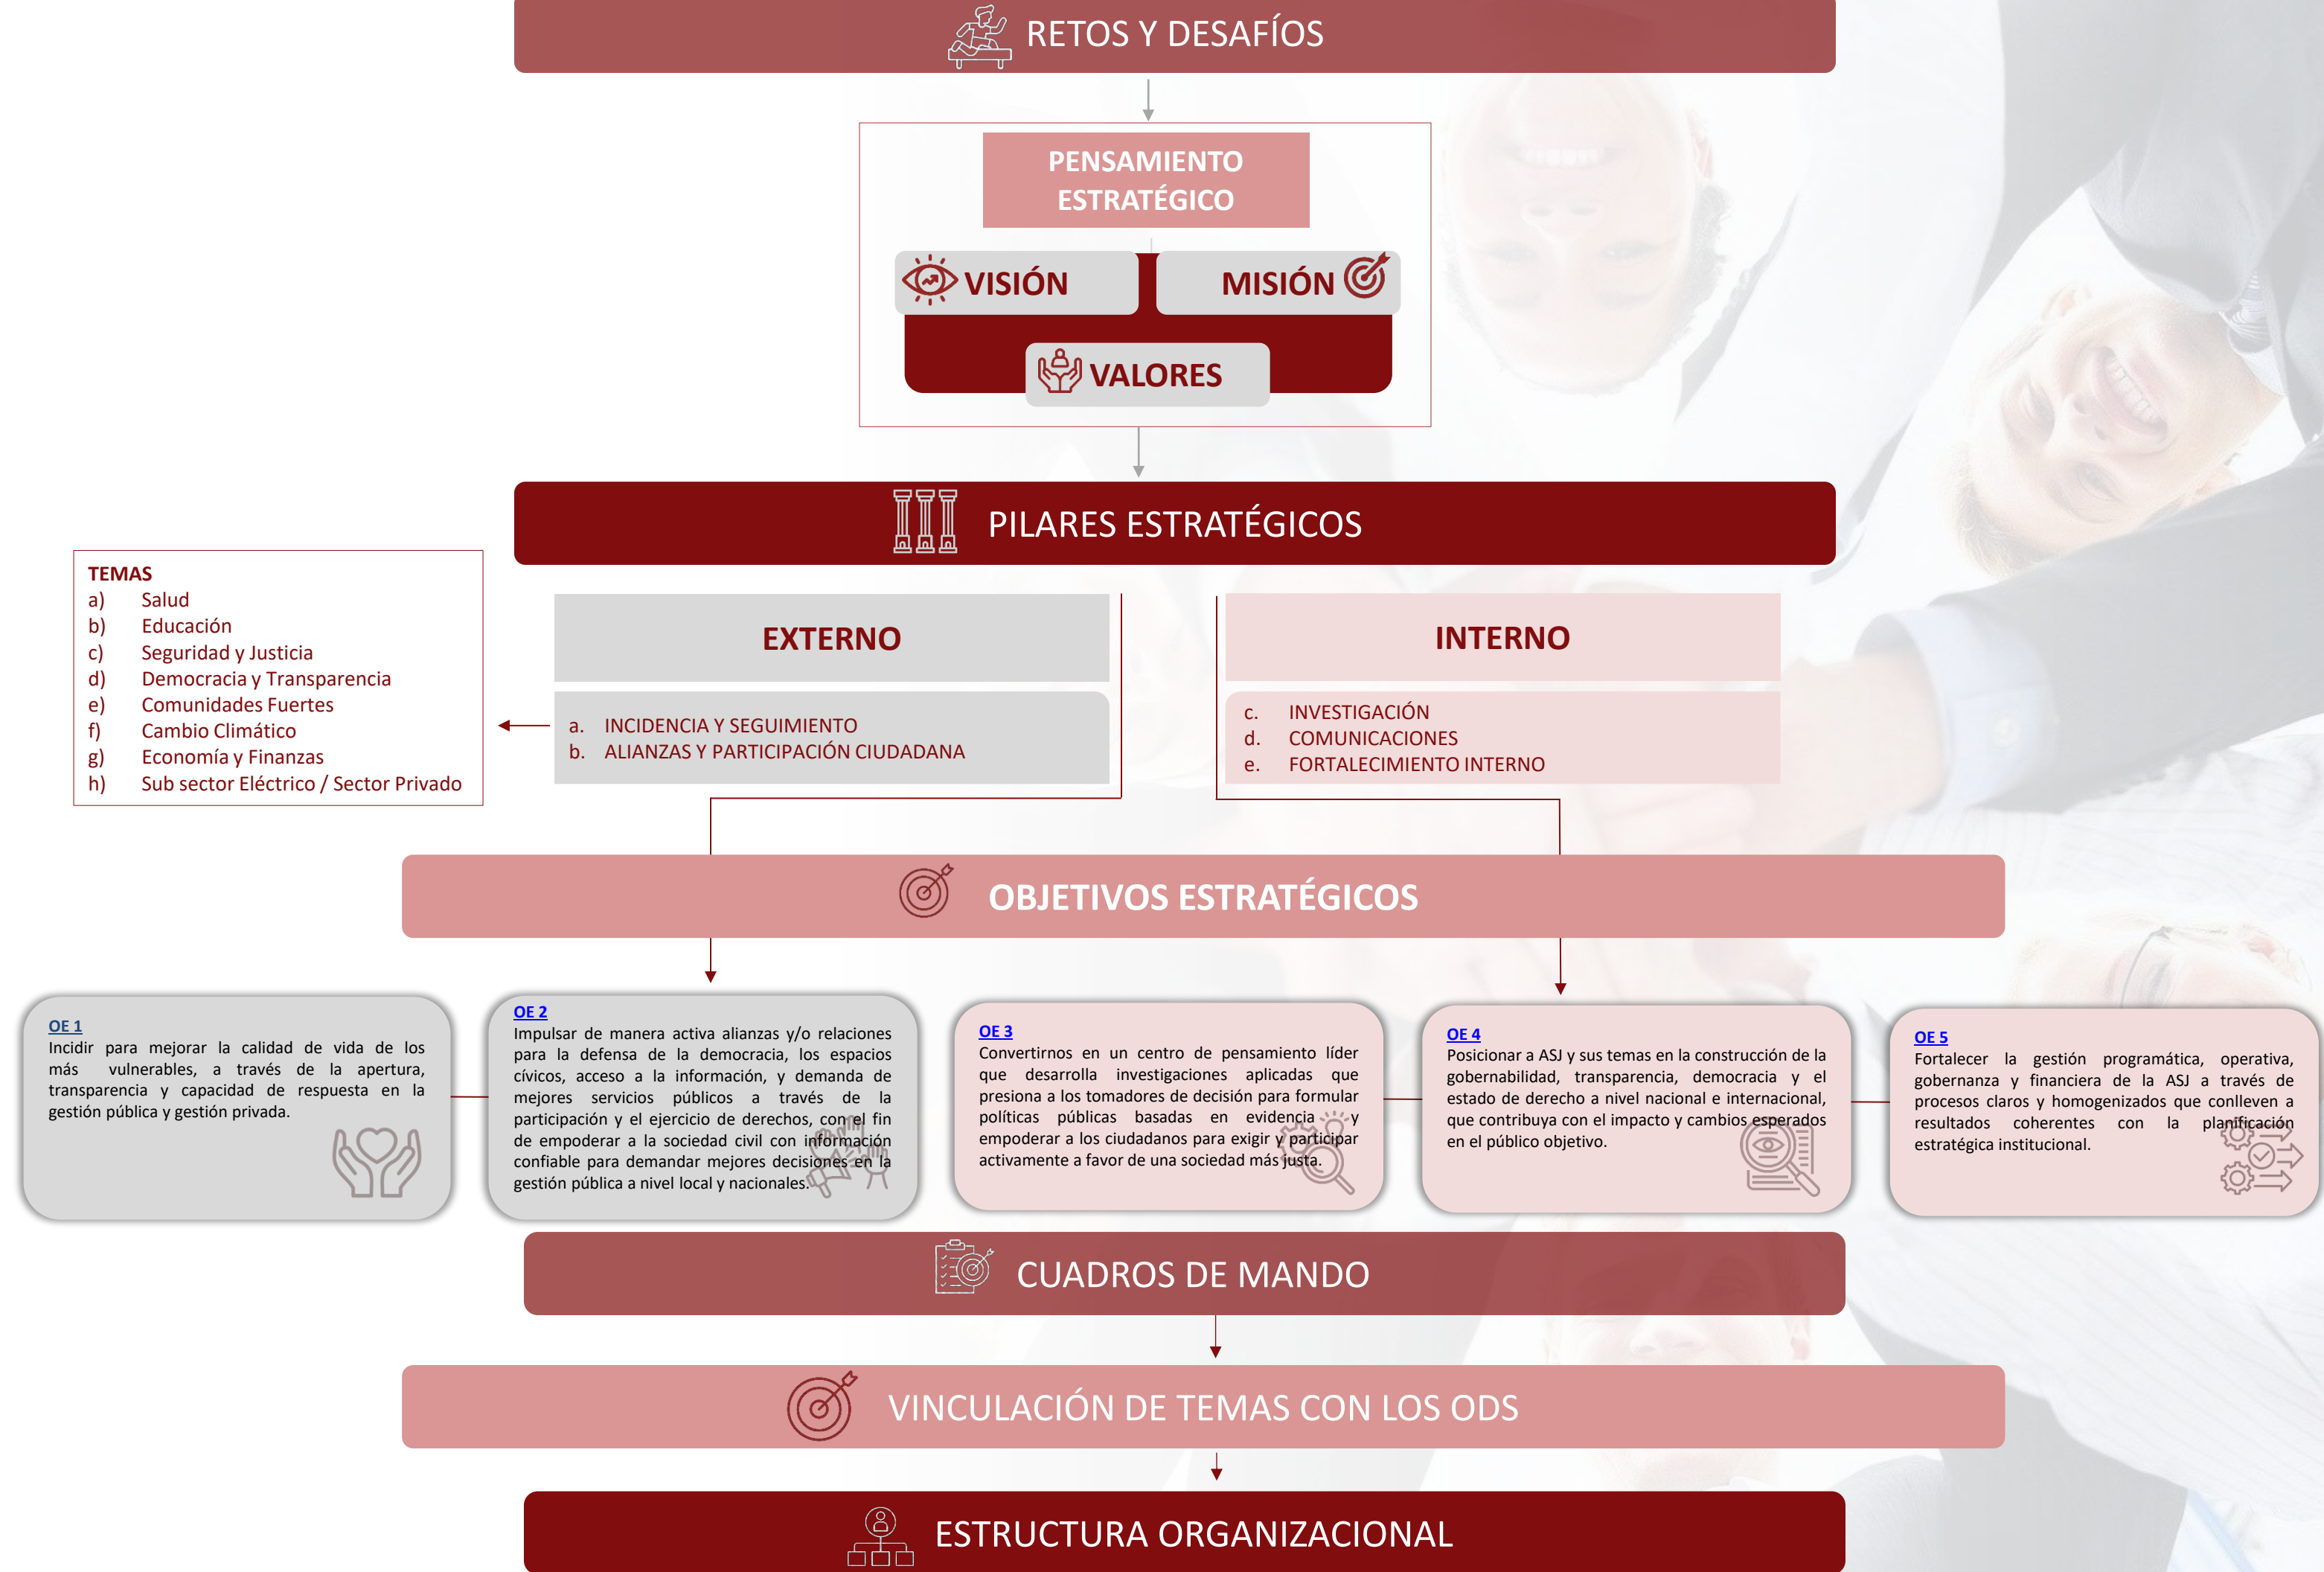 RETOS Y DESAFÍOS
PENSAMIENTO
ESTRATÉGICO
VISIÓN
MISIÓN
VALORES
PILARES ESTRATÉGICOS
TEMAS
a) Salud
b) Educación
c) Seguridad y Justicia
d) Democracia y Transparencia
e) Comunidades Fuertes
f) Cambio Climático
g) Economía y Finanzas
h) Sub sector Eléctrico / Sector Privado
EXTERNO
a. INCIDENCIA Y SEGUIMIENTO
b. ALIANZAS Y PARTICIPACIÓN CIUDADANA
INTERNO
c. INVESTIGACIÓN
d. COMUNICACIONES
e. FORTALECIMIENTO INTERNO
OBJETIVOS ESTRATÉGICOS
OE 1
Incidir para mejorar la calidad de vida de los
más vulnerables, a través de la apertura,
transparencia y capacidad de respuesta en la
gestión pública y gestión privada.
OE 2
Impulsar de manera activa alianzas y/o relaciones
para la defensa de la democracia, los espacios
cívicos, acceso a la información, y demanda de
mejores servicios públicos a través de la
participación y el ejercicio de derechos, con el fin
de empoderar a la sociedad civil con información
confiable para demandar mejores decisiones en la
gestión pública a nivel local y nacionales.
OE 3
Convertirnos en un centro de pensamiento líder
que desarrolla investigaciones aplicadas que
presiona a los tomadores de decisión para formular
políticas públicas basadas en evidencia y
empoderar a los ciudadanos para exigir y participar
activamente a favor de una sociedad más justa.
OE 4
Posicionar a ASJ y sus temas en la construcción de la
gobernabilidad, transparencia, democracia y el
estado de derecho a nivel nacional e internacional,
que contribuya con el impacto y cambios esperados
en el público objetivo.
OE 5
Fortalecer la gestión programática, operativa,
gobernanza y financiera de la ASJ a través de
procesos claros y homogenizados que conlleven a
resultados coherentes con la planificación
estratégica institucional.
CUADROS DE MANDO
VINCULACIÓN DE TEMAS CON LOS ODS
ESTRUCTURA ORGANIZACIONAL